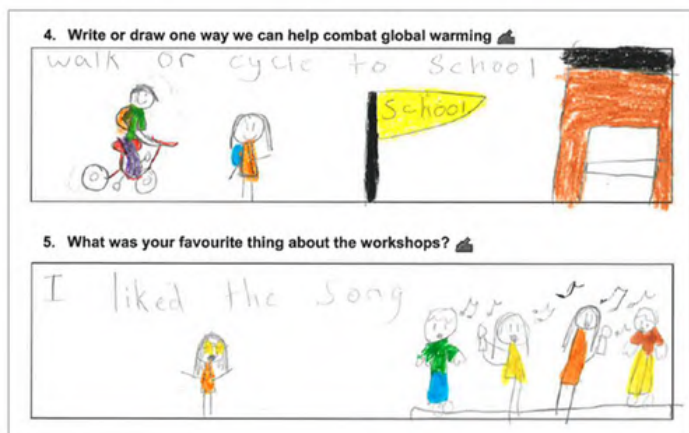 4. Write or draw one way we can help combat global warming
walk or cycle to School
School
5. What was your favourite thing about the workshops?
I liked the Song